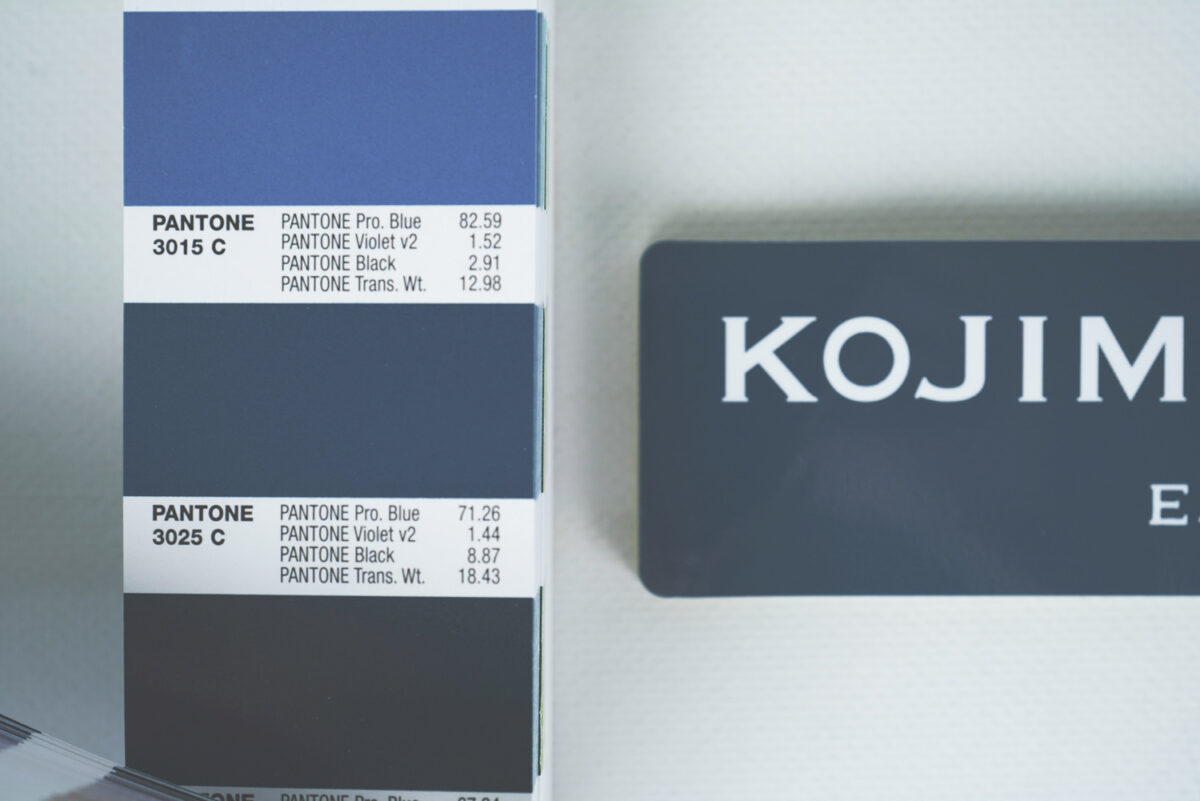 PANTONE
3015 C
PANTONE Pro. Blue 82.59
PANTONE Violet v2 1.52
PANTONE Black 2.91
PANTONE Trans. Wt. 12.98
PANTONE
3025 C
PANTONE Pro. Blue 71.26
PANTONE Violet v2 1.44
PANTONE Black 8.87
PANTONE Trans. Wt. 18.43
KOJIM
E